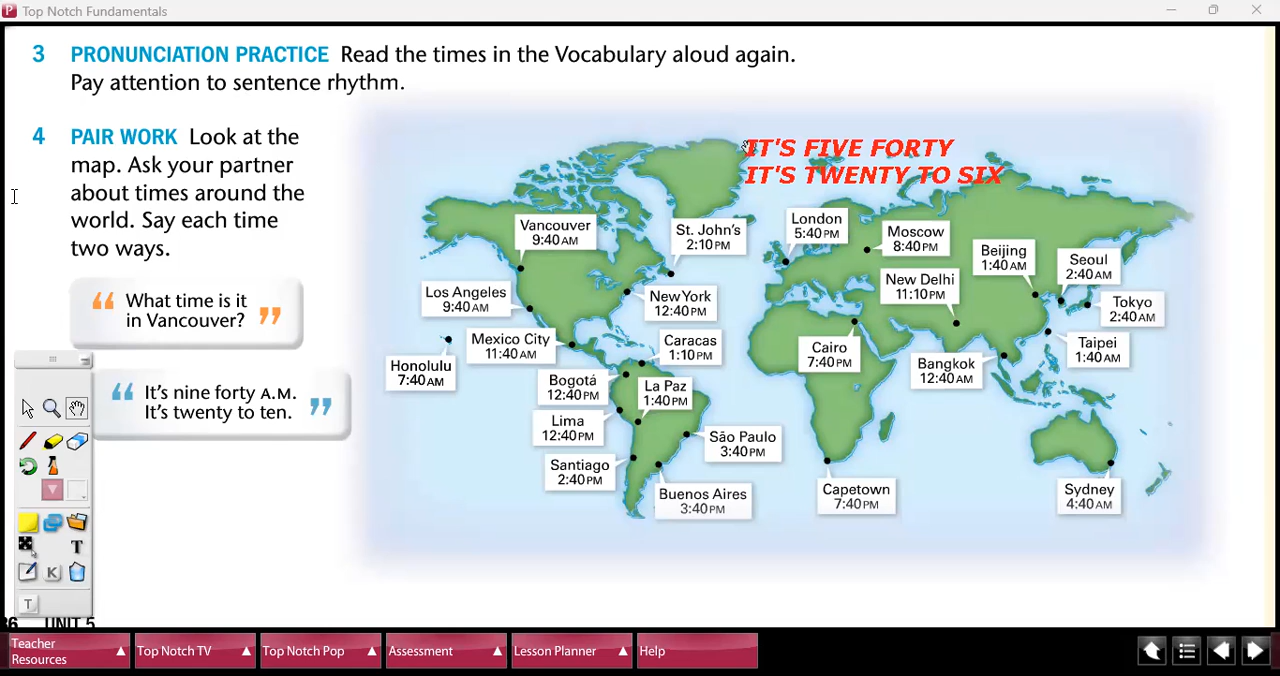 Top Notch Fundamentals
3 PRONUNCIATION PRACTICE Read the times in the Vocabulary aloud again.
Pay attention to sentence rhythm.
4 PAIR WORK Look at the
map. Ask your partner
about times around the
world. Say each time
two ways.
“ What time is it
in Vancouver? ”
“ It's nine forty A.M.
It's twenty to ten. ”
IT'S FIVE FORTY
IT'S TWENTY TO SIX
Vancouver
9:40 AM
St. John's
2:10 PM
London
5:40 PM
Moscow
8:40 PM
Beijing
1:40 AM
Seoul
2:40 AM
Los Angeles
9:40 AM
New York
12:40 PM
New Delhi
11:10 PM
Tokyo
2:40 AM
Mexico City
11:40 AM
Caracas
1:10 PM
Cairo
7:40 PM
Taipei
1:40 AM
Honolulu
7:40 AM
Bangkok
12:40 AM
Bogotá
12:40 PM
La Paz
1:40 PM
Lima
12:40 PM
São Paulo
3:40 PM
Santiago
2:40 PM
Buenos Aires
3:40 PM
Capetown
7:40 PM
Sydney
4:40 AM
T
K
T
36 UNIT 5
Teacher
Resources
Top Notch TV
Top Notch Pop
Assessment
Lesson Planner
Help